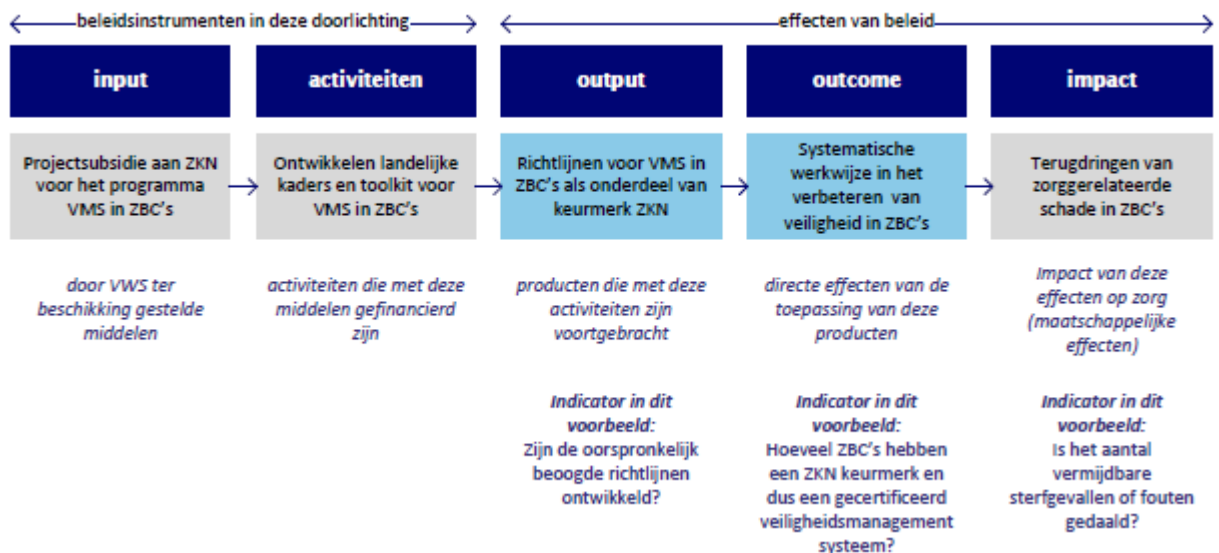 beleidsinstrumenten in deze doorlichting
effecten van beleid
input
activiteiten
output
outcome
impact
Projectsubsidie aan ZKN
voor het programma
VMS in ZBC's
Ontwikkelen landelijke
kaders en toolkit voor
VMS in ZBC's
Richtlijnen voor VMS in
ZBC's als onderdeel van
keurmerk ZKN
Systematische
werkwijze in het
verbeteren van
veiligheid in ZBC's
Terugdringen van
zorggerelateerde
schade in ZBC's
door VWS ter
beschikking gestelde
middelen
activiteiten die met deze
middelen gefinancierd
zijn
producten die met deze
activiteiten zijn
voortgebracht
directe effecten van de
toepassing van deze
producten
Impact van deze
effecten op zorg
(maatschappelijke
effecten)
Indicator in dit
voorbeeld:
Zijn de oorspronkelijk
beoogde richtlijnen
ontwikkeld?
Indicator in dit
voorbeeld:
Hoeveel ZBC's hebben
een ZKN keurmerk en
dus een gecertificeerd
veiligheidsmanagement
systeem?
Indicator in dit
voorbeeld:
Is het aantal
vermijdbare
sterfgevallen of fouten
gedaald?